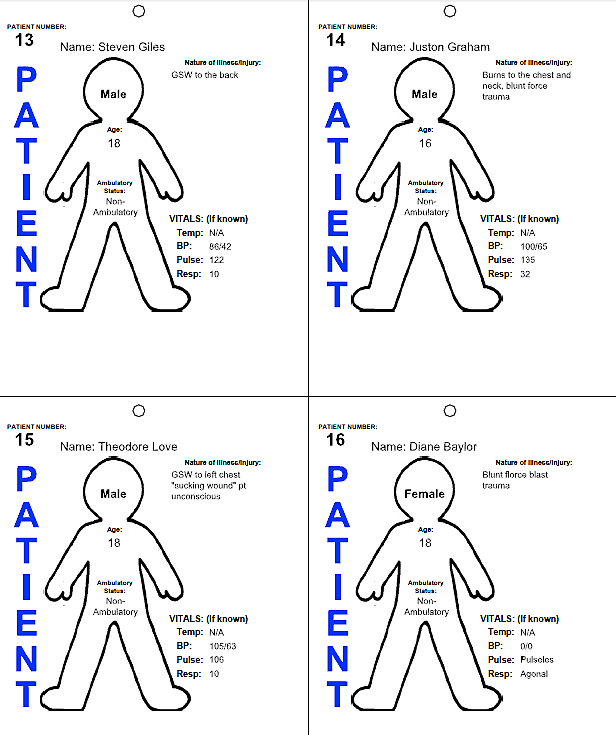 PATIENT NUMBER:
13
Name: Steven Giles
Nature of Illness/Injury:
GSW to the back
PATIENT
Male
Age:
18
Ambulatory
Status:
Non-
Ambulatory
VITALS: (If known)
Temp: N/A
BP: 86/42
Pulse: 122
Resp: 10
PATIENT NUMBER:
14
Name: Juston Graham
Nature of Illness/Injury:
Burns to the chest and
neck, blunt force
trauma
PATIENT
Male
Age:
16
Ambulatory
Status:
Non-
Ambulatory
VITALS: (If known)
Temp: N/A
BP: 100/65
Pulse: 135
Resp: 32
PATIENT NUMBER:
15
Name: Theodore Love
Nature of Illness/Injury:
GSW to left chest
"sucking wound" pt
unconscious
PATIENT
Male
Age:
18
Ambulatory
Status:
Non-
Ambulatory
VITALS: (If known)
Temp: N/A
BP: 105/63
Pulse: 106
Resp: 10
PATIENT NUMBER:
16
Name: Diane Baylor
Nature of Illness/Injury:
Blunt florce blast
trauma
PATIENT
Female
Age:
18
Ambulatory
Status:
Non-
Ambulatory
VITALS: (If known)
Temp: N/A
BP: 0/0
Pulse: Pulseles
Resp: Agonal